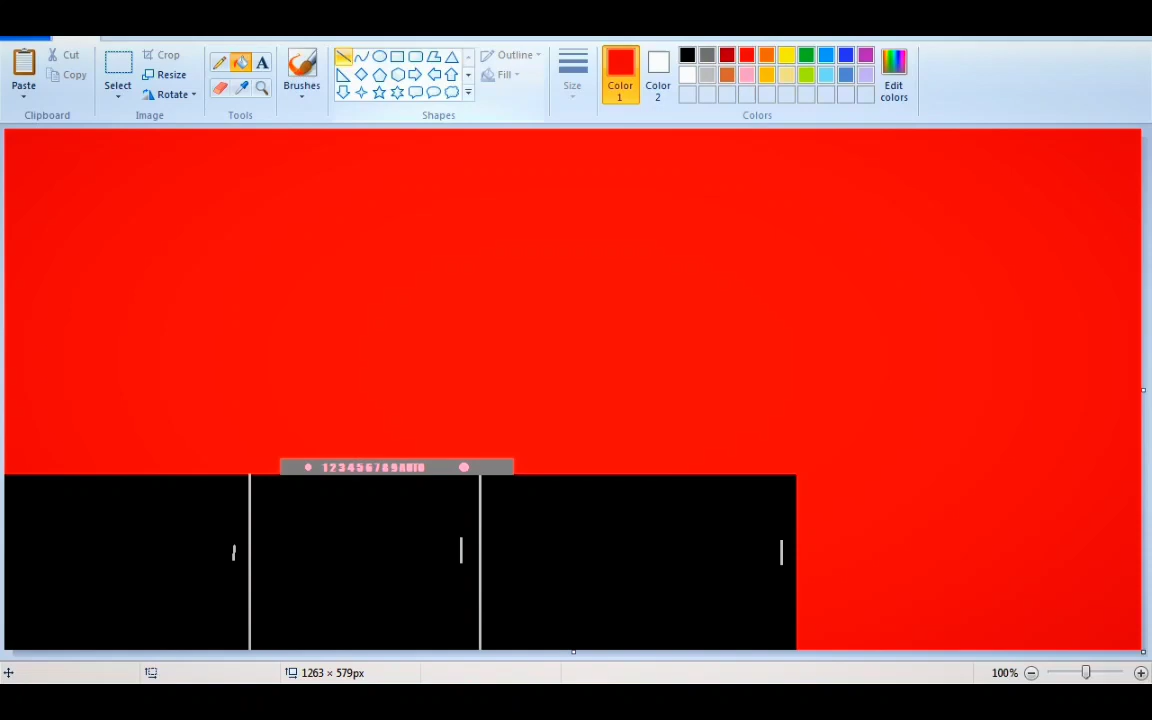 Cut
Copy
Paste
Clipboard
Crop
Resize
Rotate
Select
Image
A
Tools
Brushes
Outline
Fill
Shapes
Size
Color 1
Color 2
Edit colors
Colors
123456789
1263 × 579px
100%